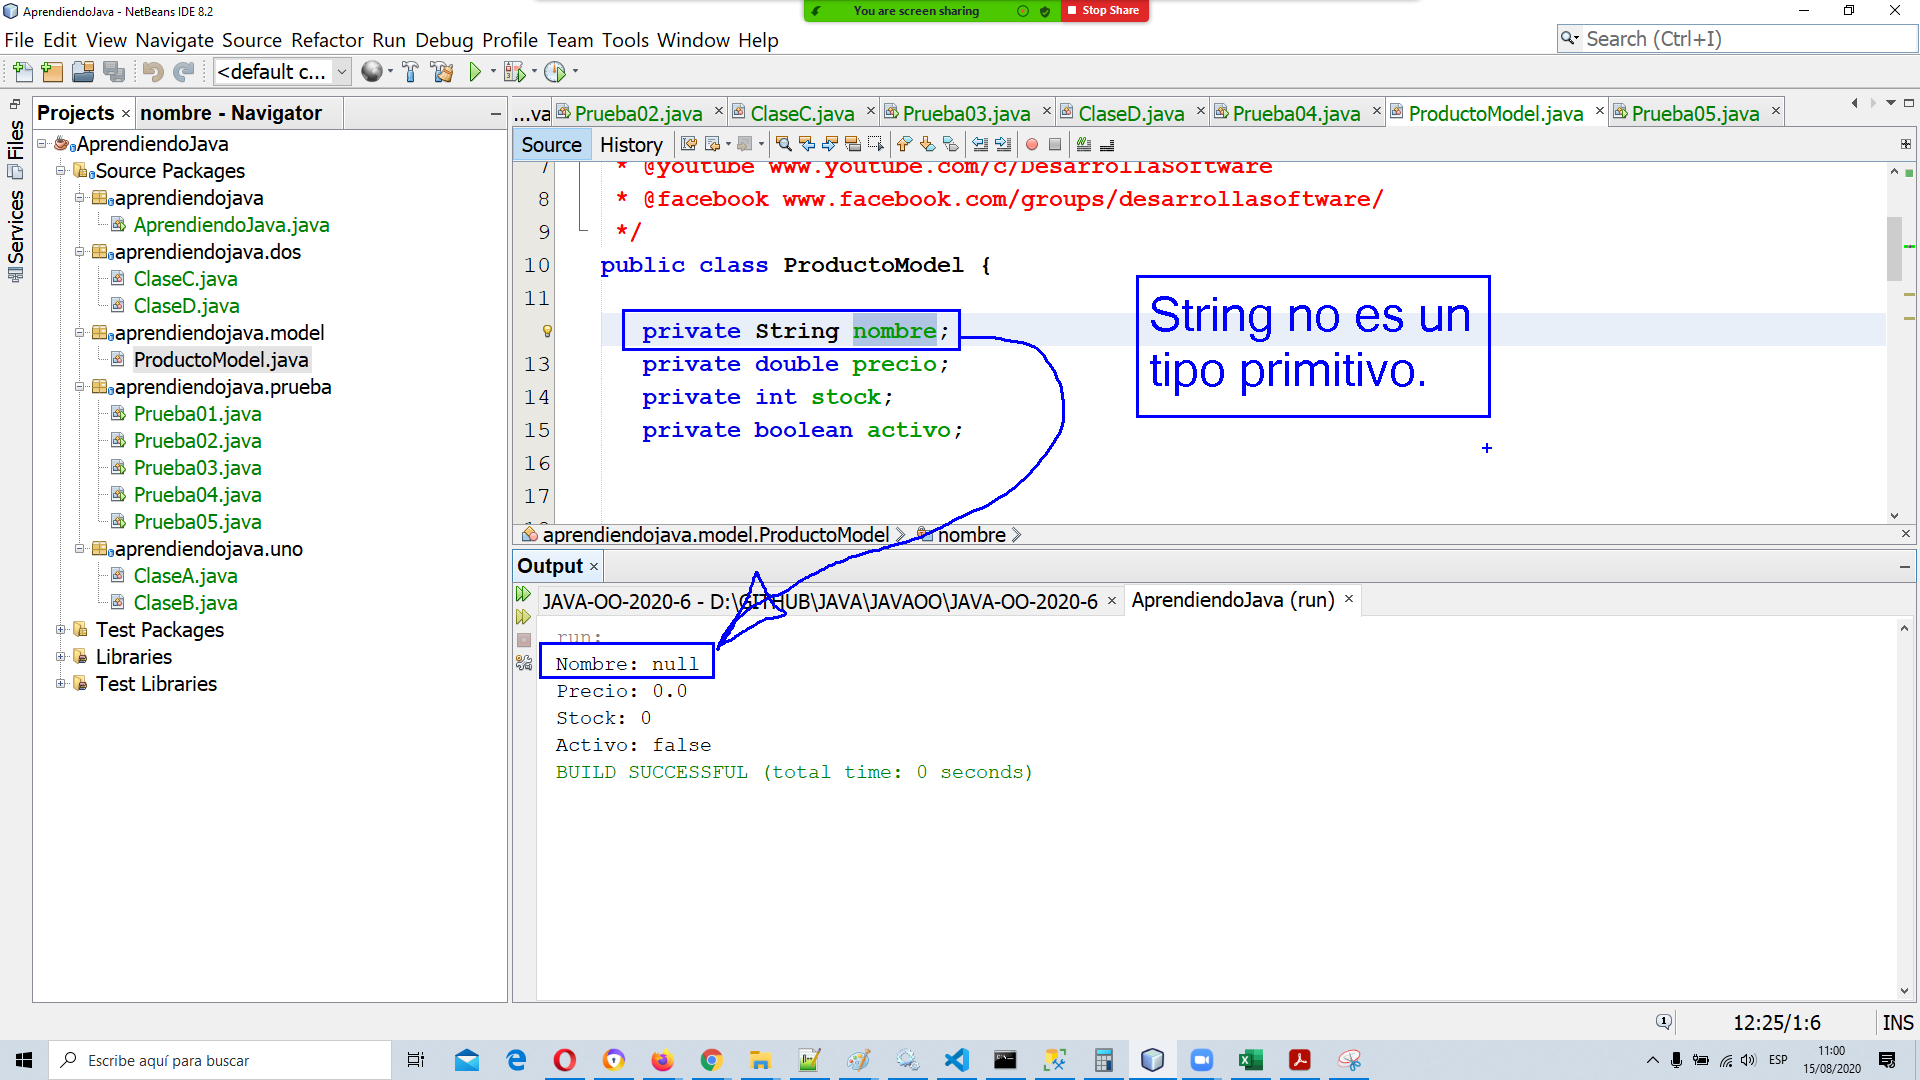 AprendiendoJava - NetBeans IDE 8.2
You are screen sharing
Stop Share
File Edit View Navigate Source Refactor Run Debug Profile Team Tools Window Help
Search (Ctrl+I)
<default c...
Files
Services
Projects
nombre - Navigator
AprendiendoJava
Source Packages
aprendiendojava
AprendiendoJava.java
aprendiendojava.dos
ClaseC.java
ClaseD.java
aprendiendojava.model
ProductoModel.java
aprendiendojava.prueba
Prueba01.java
Prueba02.java
Prueba03.java
Prueba04.java
Prueba05.java
aprendiendojava.uno
ClaseA.java
ClaseB.java
Test Packages
Libraries
Test Libraries
...va Prueba02.java ClaseC.java Prueba03.java ClaseD.java Prueba04.java ProductoModel.java Prueba05.java
Source History
7 * @youtube www.youtube.com/c/DesarrollaSoftware
8 * @facebook www.facebook.com/groups/desarrollasoftware/
9 */
10 public class ProductoModel {
11
private String nombre;
13 private double precio;
14 private int stock;
15 private boolean activo;
16
17
String no es un
tipo primitivo.
aprendiendojava.model.ProductoModel nombre
Output
JAVA-OO-2020-6 - D:\GITHUB\JAVA\JAVAOO\JAVA-OO-2020-6
AprendiendoJava (run)
run:
Nombre: null
Precio: 0.0
Stock: 0
Activo: false
BUILD SUCCESSFUL (total time: 0 seconds)
12:25/1:6 INS
Escribe aquí para buscar
ESP
11:00
15/08/2020